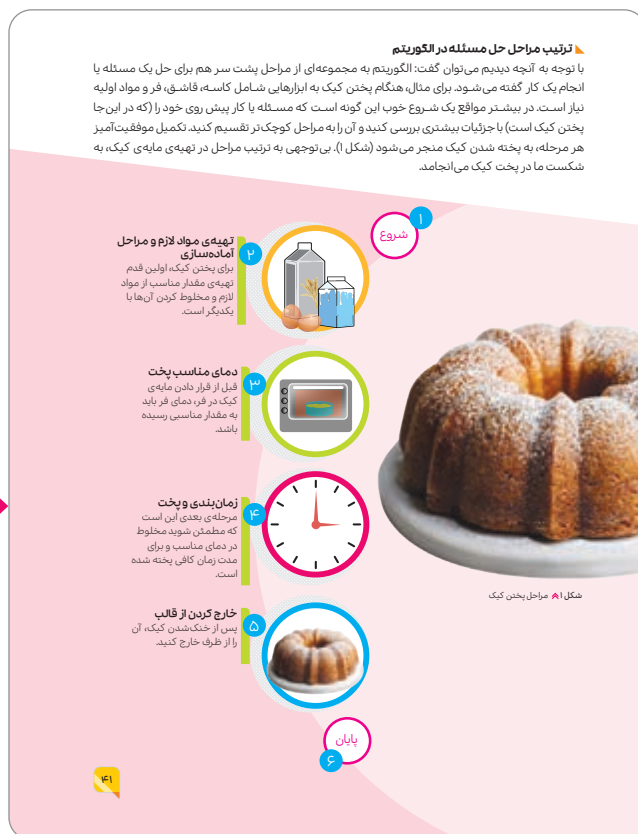 ترتیب مراحل حل مسئله در الگوریتم
با توجه به آنچه دیدیم می‌توان گفت: الگوریتم به مجموعه‌ای از مراحل پشت سر هم برای حل یک مسئله یا
انجام یک کار گفته می‌شود. برای مثال، هنگام پختن کیک به ابزارهایی شامل کاسه، قاشق، فر و مواد اولیه
نیاز است. در بیشتر مواقع یک شروع خوب این گونه است که مسئله یا کار پیش روی خود را (که در این‌جا
پختن کیک است) با جزئیات بیشتری بررسی کنید و آن را به مراحل کوچک‌تر تقسیم کنید. تکمیل موفقیت‌آمیز
هر مرحله، به پخته شدن کیک منجر می‌شود (شکل ۱). بی‌توجهی به ترتیب مراحل در تهیه‌ی مایه‌ی کیک، به
شکست ما در پخت کیک می‌انجامد.
۱
شروع
۲
تهیه‌ی مواد لازم و مراحل
آماده‌سازی
برای پختن کیک، اولین قدم
تهیه‌ی مقدار مناسب از مواد
لازم و مخلوط کردن آن‌ها با
یکدیگر است.
۳
دمای مناسب پخت
قبل از قرار دادن مایه‌ی
کیک در فر، دمای فر باید
به مقدار مناسبی رسیده
باشد.
۴
زمان‌بندی و پخت
مرحله‌ی بعدی این است
که مطمئن شوید مخلوط
در دمای مناسب و برای
مدت زمان کافی پخته شده
است.
۵
خارج کردن از قالب
پس از خنک‌شدن کیک، آن
را از ظرف خارج کنید.
پایان
۶
شکل ۱ مراحل پختن کیک
۴۱